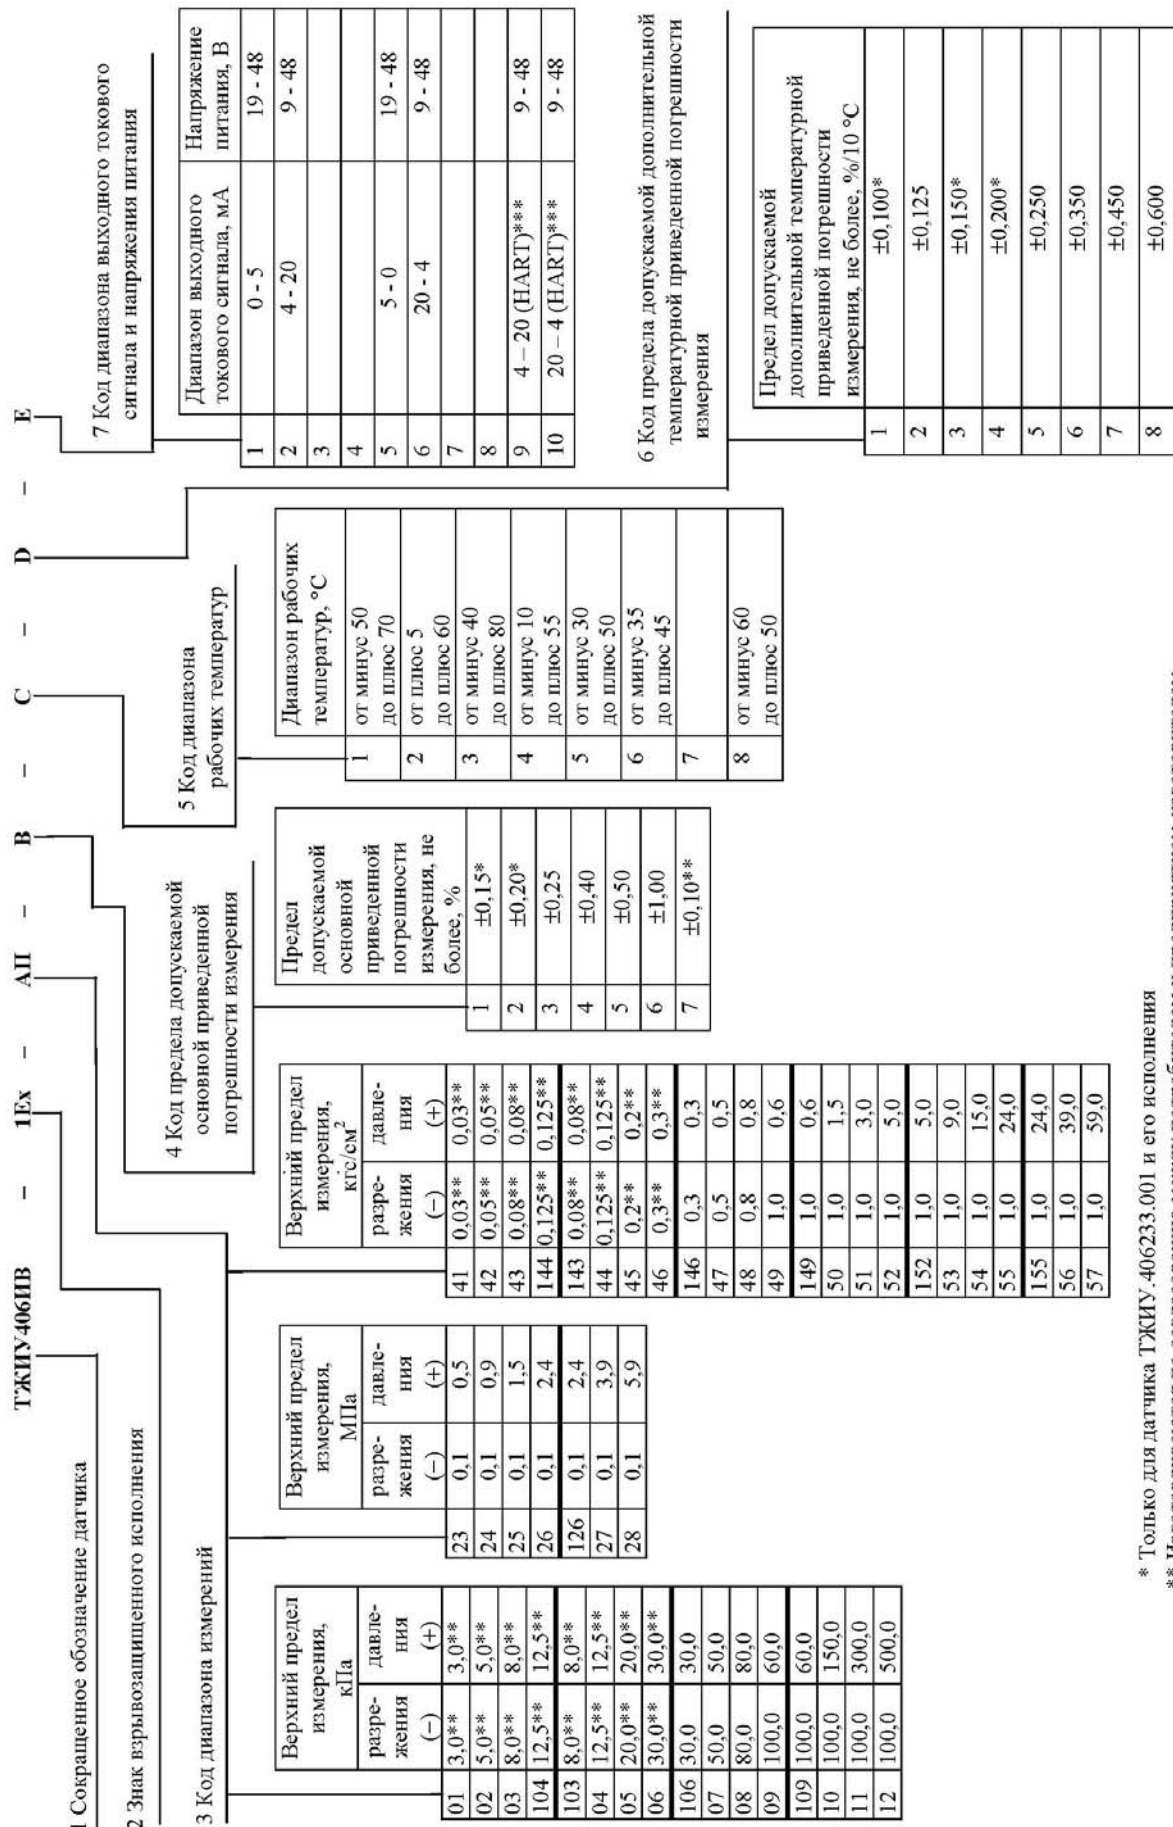 ТЖИУ406ИВ – 1Ex – АП – B – C – D – E
1 Сокращенное обозначение датчика
2 Знак взрывозащищенного исполнения
3 Код диапазона измерений
Верхний предел
измерения,
кПа
разре- давле-
жения ния
(–) (+)
01 3,0** 3,0**
02 5,0** 5,0**
03 8,0** 8,0**
104 12,5** 12,5**
103 8,0** 8,0**
04 12,5** 12,5**
05 20,0** 20,0**
06 30,0** 30,0**
106 30,0 30,0
07 50,0 50,0
08 80,0 80,0
09 100,0 60,0
109 100,0 60,0
10 100,0 150,0
11 100,0 300,0
12 100,0 500,0
Верхний предел
измерения,
МПа
разре- давле-
жения ния
(–) (+)
23 0,1 0,5
24 0,1 0,9
25 0,1 1,5
26 0,1 2,4
126 0,1 2,4
27 0,1 3,9
28 0,1 5,9
Верхний предел
измерения,
кгс/см²
разре- давле-
жения ния
(–) (+)
41 0,03** 0,03**
42 0,05** 0,05**
43 0,08** 0,08**
144 0,125** 0,125**
143 0,08** 0,08**
44 0,125** 0,125**
45 0,2** 0,2**
46 0,3** 0,3**
146 0,3 0,3
47 0,5 0,5
48 0,8 0,8
49 1,0 0,6
149 1,0 0,6
50 1,0 1,5
51 1,0 3,0
52 1,0 5,0
152 1,0 5,0
53 1,0 9,0
54 1,0 15,0
55 1,0 24,0
155 1,0 24,0
56 1,0 39,0
57 1,0 59,0
4 Код предела допускаемой
основной приведенной
погрешности измерения
Предел
допускаемой
основной
приведенной
погрешности
измерения, не
более, %
1 ±0,15*
2 ±0,20*
3 ±0,25
4 ±0,40
5 ±0,50
6 ±1,00
7 ±0,10**
5 Код диапазона
рабочих температур
Диапазон рабочих
температур, °C
1 от минус 50
до плюс 70
2 от плюс 5
до плюс 60
3 от минус 40
до плюс 80
4 от минус 10
до плюс 55
5 от минус 30
до плюс 50
6 от минус 35
до плюс 45
7
8 от минус 60
до плюс 50
7 Код диапазона выходного токового
сигнала и напряжения питания
Диапазон выходного Напряжение
токового сигнала, мА питания, В
1 0 - 5 19 - 48
2 4 - 20 9 - 48
3
4
5 5 - 0 19 - 48
6 20 - 4 9 - 48
7
8
9 4 – 20 (HART)*** 9 - 48
10 20 – 4 (HART)*** 9 - 48
6 Код предела допускаемой дополнительной
температурной приведенной погрешности
измерения
Предел допускаемой
дополнительной температурной
приведенной погрешности
измерения, не более, %/10 °C
1 ±0,100*
2 ±0,125
3 ±0,150*
4 ±0,200*
5 ±0,250
6 ±0,350
7 ±0,450
8 ±0,600
* Только для датчика ТЖИУ.406233.001 и его исполнения